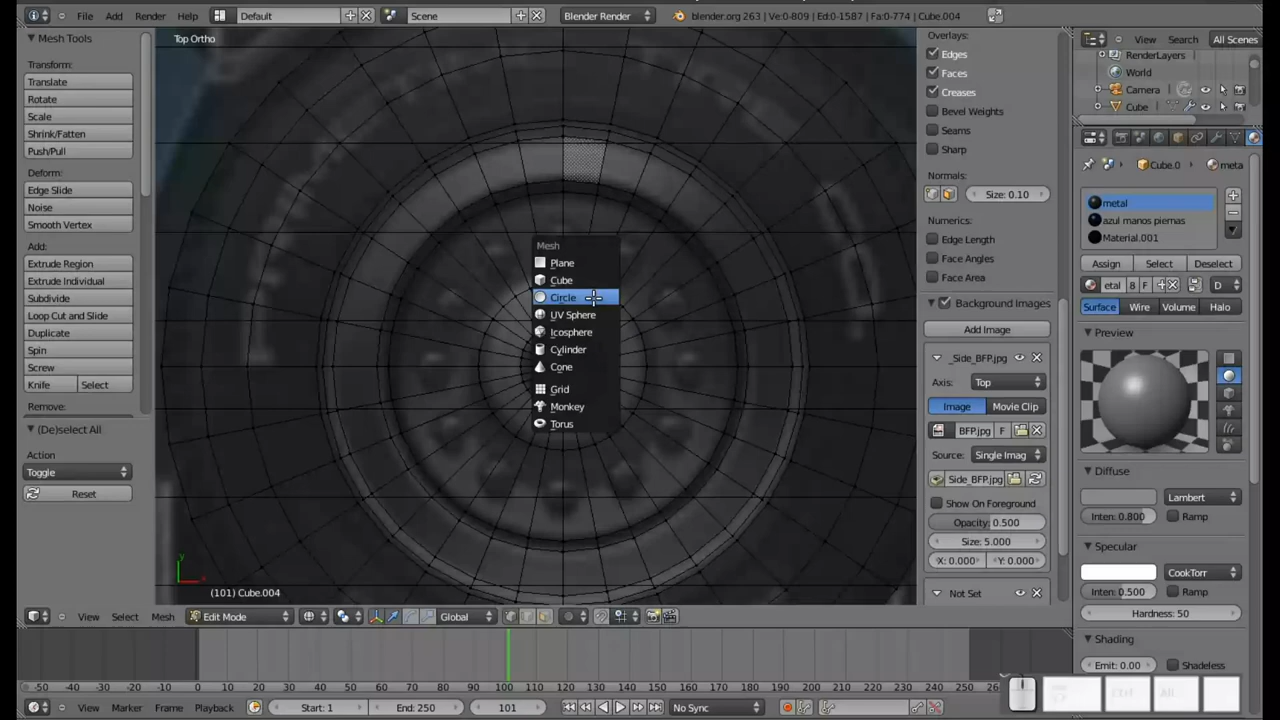 File Add Render Help Default Scene Blender Render blender.org 263 | Ve:0-809 | Ed:0-1587 | Fa:0-774 | Cube.004
Mesh Tools
Transform:
Translate
Rotate
Scale
Shrink/Fatten
Push/Pull
Deform:
Edge Slide
Noise
Smooth Vertex
Add:
Extrude Region
Extrude Individual
Subdivide
Loop Cut and Slide
Duplicate
Spin
Screw
Knife Select
Remove:
(De)select All
Action
Toggle
Reset
Top Ortho
Mesh
Plane
Cube
Circle
UV Sphere
Icosphere
Cylinder
Cone
Grid
Monkey
Torus
y
(101) Cube.004
Overlays:
Edges
Faces
Creases
Bevel Weights
Seams
Sharp
Normals:
Size: 0.10
Numerics:
Edge Length
Face Angles
Face Area
Background Images
Add Image
_Side_BFP.jpg
Axis: Top
Image Movie Clip
BFP.jpg F
Source: Single Imag
Side_BFP.jpg
Show On Foreground
Opacity: 0.500
Size: 5.000
X: 0.000 Y: 0.000
Not Set
View Search All Scenes
RenderLayers
World
Camera
Cube
Cube.0 meta
metal
azul manos piernas
Material.001
Assign Select Deselect
etal 8 F D
Surface Wire Volume Halo
Preview
Diffuse
Lambert
Inten: 0.800 Ramp
Specular
CookTorr
Inten: 0.500 Ramp
Hardness: 50
Shading
Emit: 0.00 Shadeless
View Select Mesh Edit Mode Global
-50 -40 -30 -20 -10 0 10 20 30 40 50 60 70 80 90 100 110 120 130 140 150 160 170 180 190 200 210 220 230 240 250 26
View Marker Frame Playback Start: 1 End: 250 101 No Sync